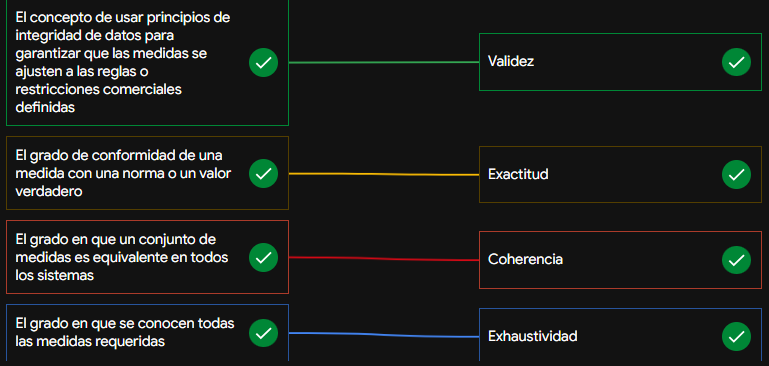 El concepto de usar principios de
integridad de datos para
garantizar que las medidas se
ajusten a las reglas o
restricciones comerciales
definidas
Validez
El grado de conformidad de una
medida con una norma o un valor
verdadero
Exactitud
El grado en que un conjunto de
medidas es equivalente en todos
los sistemas
Coherencia
El grado en que se conocen todas
las medidas requeridas
Exhaustividad